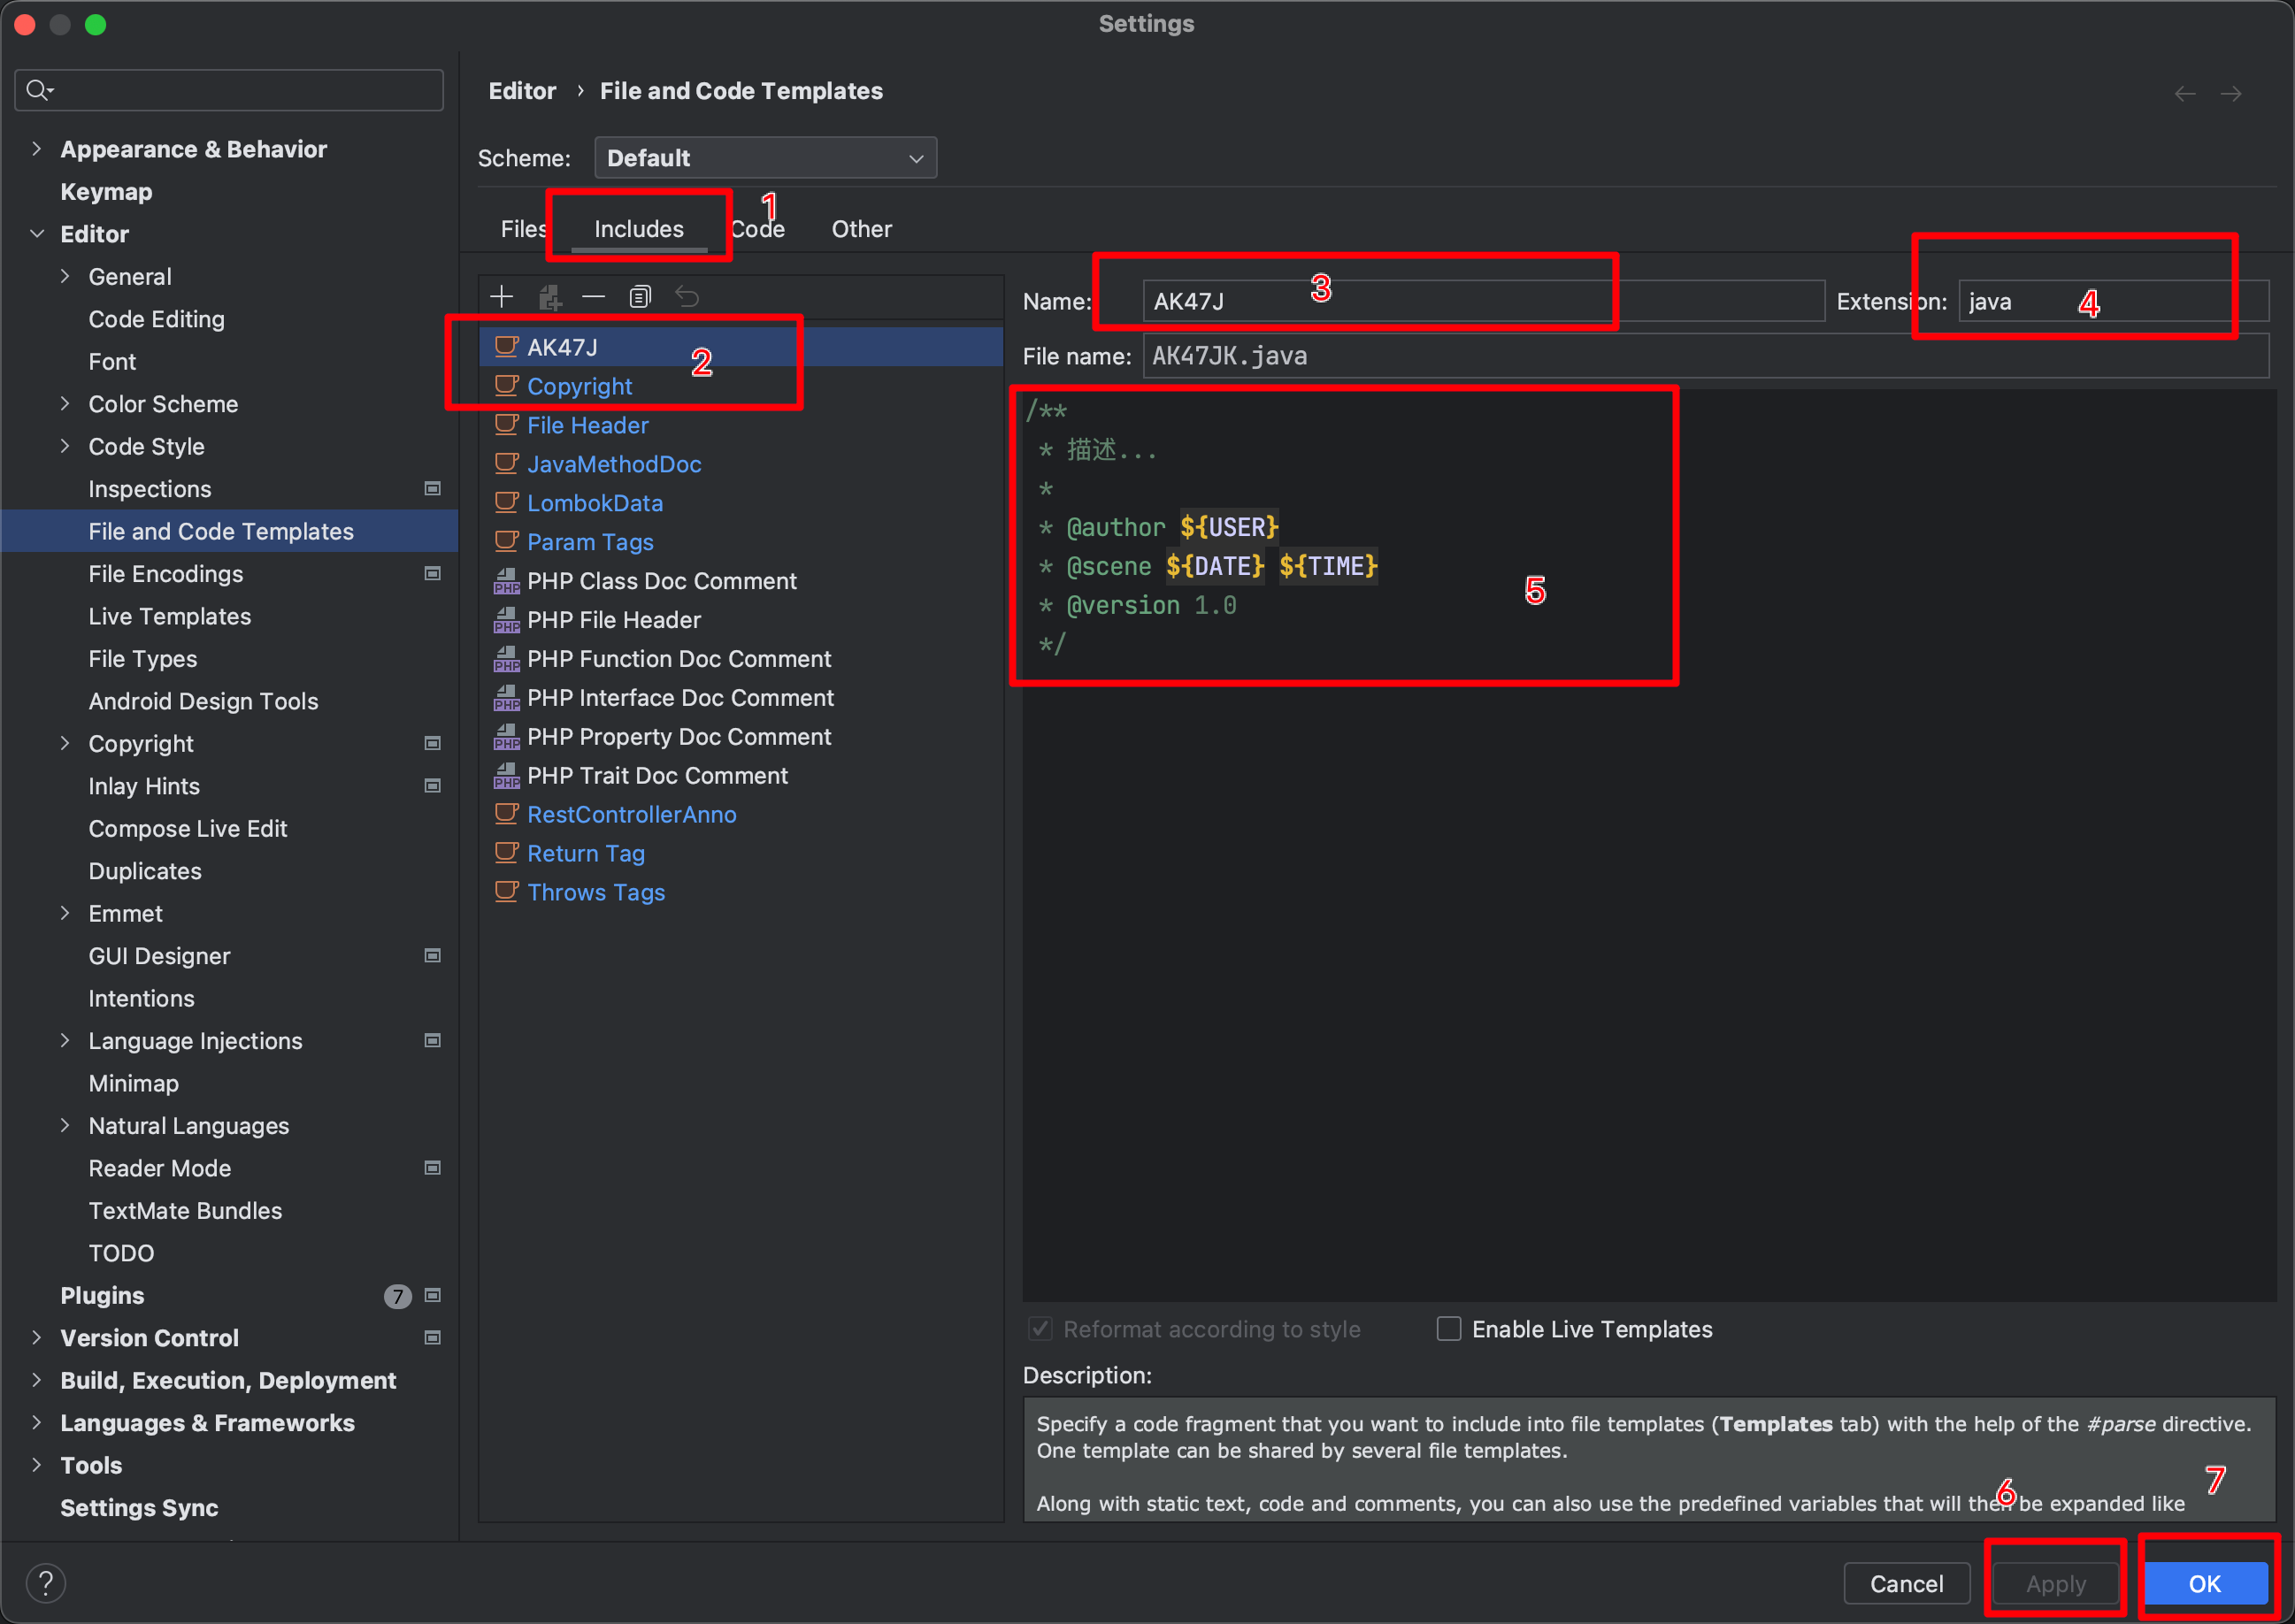 Settings
Editor › File and Code Templates
Scheme: Default
1
Files Includes Code Other
Appearance & Behavior
Keymap
Editor
General
Code Editing
Font
Color Scheme
Code Style
Inspections
File and Code Templates
File Encodings
Live Templates
File Types
Android Design Tools
Copyright
Inlay Hints
Compose Live Edit
Duplicates
Emmet
GUI Designer
Intentions
Language Injections
Minimap
Natural Languages
Reader Mode
TextMate Bundles
TODO
Plugins 7
Version Control
Build, Execution, Deployment
Languages & Frameworks
Tools
Settings Sync
AK47J
2
Copyright
File Header
JavaMethodDoc
LombokData
Param Tags
PHP PHP Class Doc Comment
PHP PHP File Header
PHP PHP Function Doc Comment
PHP PHP Interface Doc Comment
PHP PHP Property Doc Comment
PHP PHP Trait Doc Comment
RestControllerAnno
Return Tag
Throws Tags
Name: AK47J 3 Extension: java 4
File name: AK47JK.java
/**
* 描述...
*
* @author ${USER}
* @scene ${DATE} ${TIME}
* @version 1.0
*/
5
Reformat according to style Enable Live Templates
Description:
Specify a code fragment that you want to include into file templates (Templates tab) with the help of the #parse directive.
One template can be shared by several file templates.
Along with static text, code and comments, you can also use the predefined variables that will then be expanded like
6
7
? Cancel Apply OK